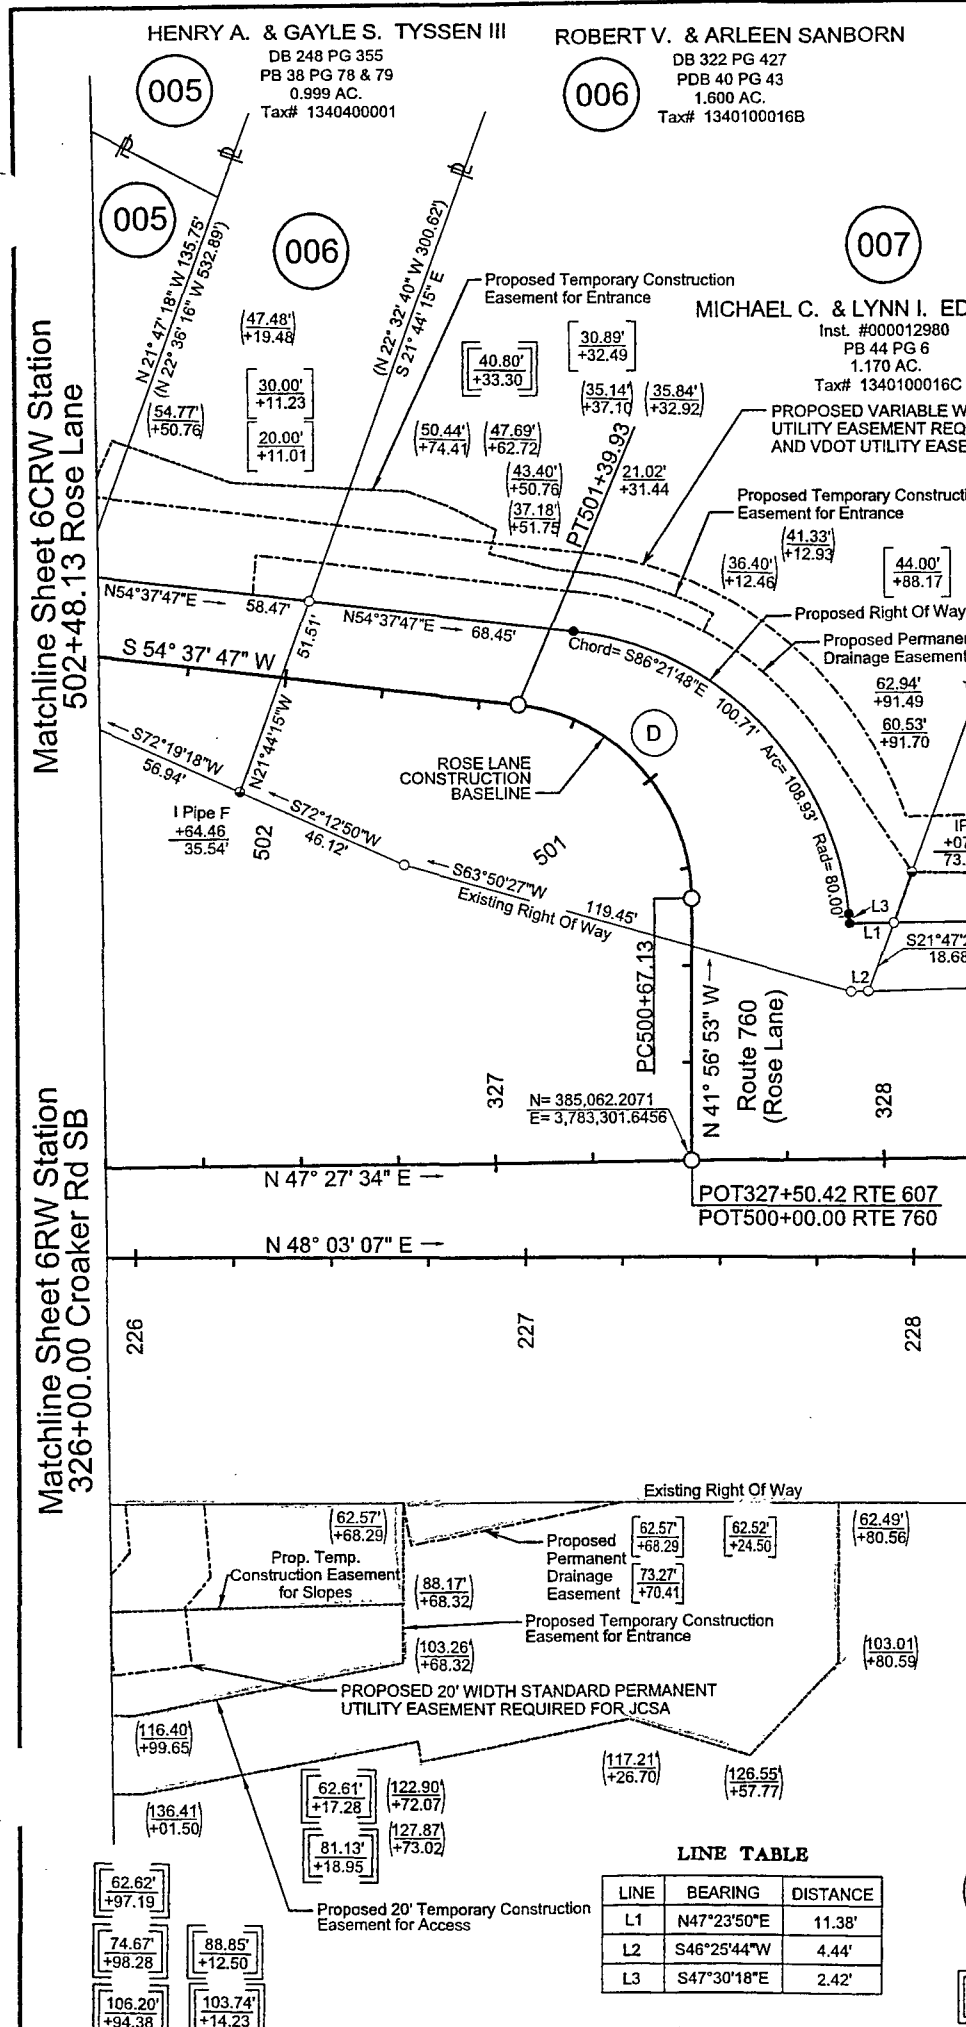 HENRY A. & GAYLE S. TYSSEN III
DB 248 PG 355
PB 38 PG 78 & 79
0.999 AC.
Tax# 1340400001
005
ROBERT V. & ARLEEN SANBORN
DB 322 PG 427
PDB 40 PG 43
1.600 AC.
Tax# 1340100016B
006
005
006
007
MICHAEL C. & LYNN I. ED
Inst. #000012980
PB 44 PG 6
1.170 AC.
Tax# 1340100016C
N 21° 47' 18" W 135.75'
(N 22° 36' 16" W 532.89')
(N 22° 32' 40" W 300.62')
S 21° 44' 15" E
Proposed Temporary Construction
Easement for Entrance
47.48'
+19.48
30.00'
+11.23
20.00'
+11.01
54.77'
+50.76
40.80'
+33.30
30.89'
+32.49
35.14'
+37.10
35.84'
+32.92
50.44'
+74.41
47.69'
+62.72
43.40'
+50.76
37.18'
+51.75
PT501+39.93
21.02'
+31.44
PROPOSED VARIABLE W
UTILITY EASEMENT REQ
AND VDOT UTILITY EASE
Proposed Temporary Constructi
Easement for Entrance
41.33'
+12.93
36.40'
+12.46
44.00'
+88.17
Proposed Right Of Way
Proposed Permane
Drainage Easement
62.94'
+91.49
60.53'
+91.70
Matchline Sheet 6CRW Station
502+48.13 Rose Lane
N54°37'47"E
58.47'
N54°37'47"E
68.45'
51.51'
Chord= S86°21'48"E 100.71' Arc= 108.93' Rad= 80.00'
S 54° 37' 47" W
N21°44'15"W
D
S72°19'18"W
56.94'
ROSE LANE
CONSTRUCTION
BASELINE
I Pipe F
+64.46
35.54'
502
S72°12'50"W
46.12'
501
S63°50'27"W
119.45'
Existing Right Of Way
IF
+07
73.
L3
L1
S21°47'2
18.68
L2
PC500+67.13
N 41° 56' 53" W
Route 760
(Rose Lane)
327
328
N= 385,062.2071
E= 3,783,301.6456
Matchline Sheet 6RW Station
326+00.00 Croaker Rd SB
N 47° 27' 34" E
POT327+50.42 RTE 607
POT500+00.00 RTE 760
N 48° 03' 07" E
226
227
228
Existing Right Of Way
62.57'
+68.29
Proposed
Permanent
Drainage
Easement
62.57'
+68.29
62.52'
+24.50
73.27'
+70.41
62.49'
+80.56
Prop. Temp.
Construction Easement
for Slopes
88.17'
+68.32
Proposed Temporary Construction
Easement for Entrance
103.26'
+68.32
103.01
+80.59
PROPOSED 20' WIDTH STANDARD PERMANENT
UTILITY EASEMENT REQUIRED FOR JCSA
116.40'
+99.65
117.21'
+26.70
126.55'
+57.77
136.41
+01.50
62.61'
+17.28
122.90'
+72.07
81.13'
+18.95
127.87
+73.02
Proposed 20' Temporary Construction
Easement for Access
62.62'
+97.19
74.67'
+98.28
88.85'
+12.50
106.20'
+94.38
103.74'
+14.23
LINE TABLE
LINE BEARING DISTANCE
L1 N47°23'50"E 11.38'
L2 S46°25'44"W 4.44'
L3 S47°30'18"E 2.42'